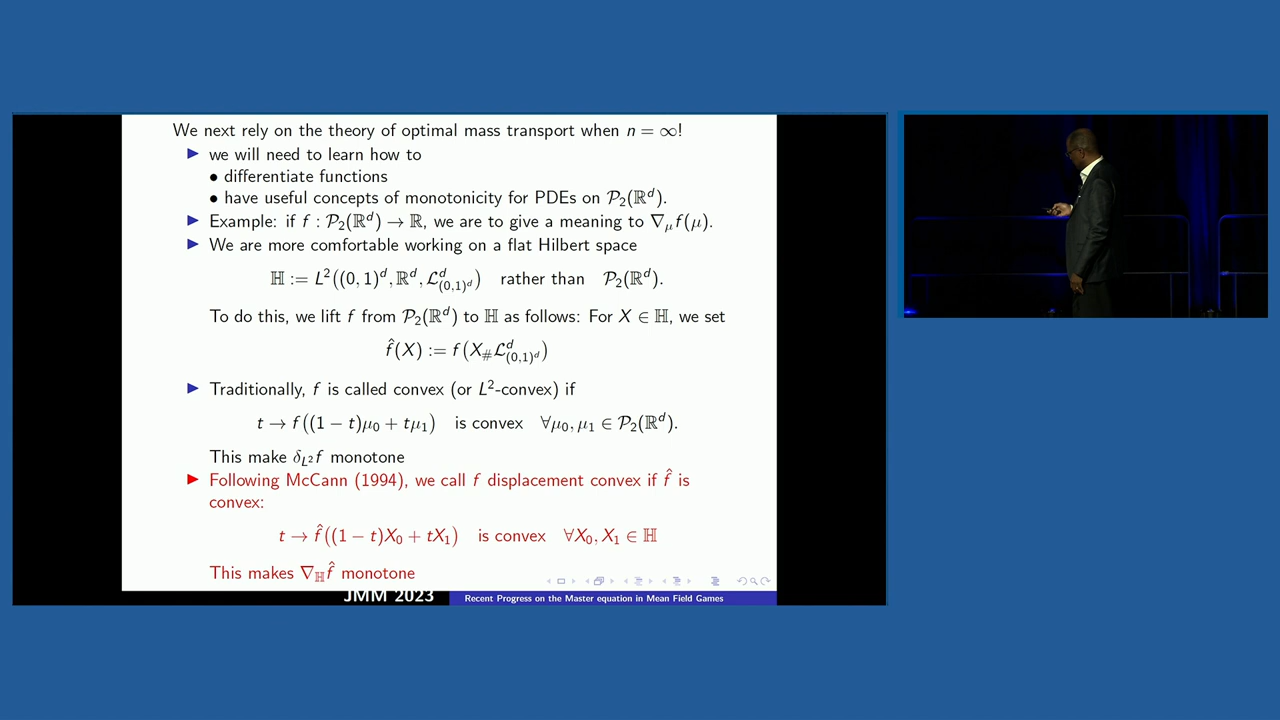 We next rely on the theory of optimal mass transport when n = ∞!
▶ we will need to learn how to
• differentiate functions
• have useful concepts of monotonicity for PDEs on 𝒫₂(ℝᵈ).
▶ Example: if f : 𝒫₂(ℝᵈ) → ℝ, we are to give a meaning to ∇_μ f(μ).
▶ We are more comfortable working on a flat Hilbert space
ℍ := L²((0, 1)ᵈ, ℝᵈ, ℒᵈ_{(0,1)ᵈ}) rather than 𝒫₂(ℝᵈ).
To do this, we lift f from 𝒫₂(ℝᵈ) to ℍ as follows: For X ∈ ℍ, we set
f̂(X) := f(X_# ℒᵈ_{(0,1)ᵈ})
▶ Traditionally, f is called convex (or L²-convex) if
t → f((1 − t)μ₀ + tμ₁) is convex ∀μ₀, μ₁ ∈ 𝒫₂(ℝᵈ).
This make δ_{L²} f monotone
▶ Following McCann (1994), we call f displacement convex if f̂ is
convex:
t → f̂((1 − t)X₀ + tX₁) is convex ∀X₀, X₁ ∈ ℍ
This makes ∇_ℍ f̂ monotone
JMM 2023 Recent Progress on the Master equation in Mean Field Games